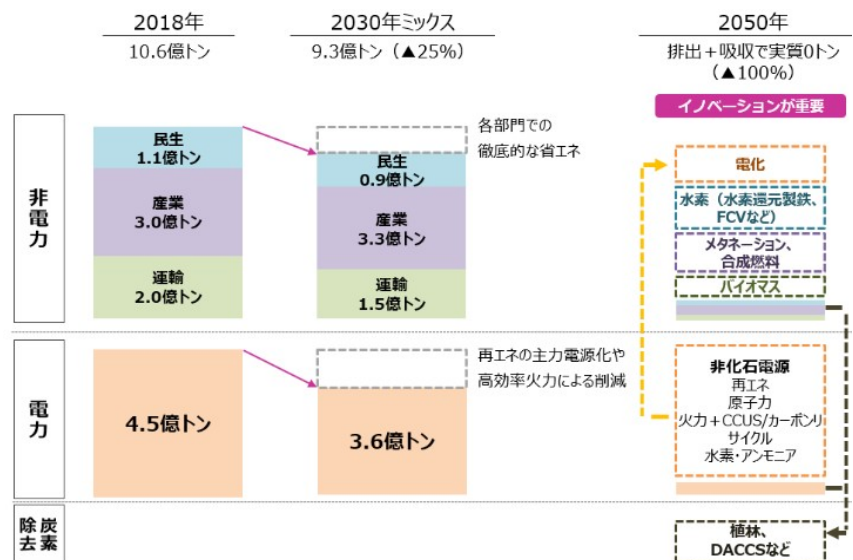 2018年
10.6億トン
2030年ミックス
9.3億トン（▲25%）
2050年
排出＋吸収で実質0トン
（▲100%）
イノベーションが重要
非電力
民生
1.1億トン
産業
3.0億トン
運輸
2.0億トン
民生
0.9億トン
産業
3.3億トン
運輸
1.5億トン
各部門での
徹底的な省エネ
電化
水素（水素還元製鉄、
FCVなど）
メタネーション、
合成燃料
バイオマス
電力
4.5億トン
3.6億トン
再エネの主力電源化や
高効率火力による削減
非化石電源
再エネ
原子力
火力＋CCUS/カーボンリ
サイクル
水素・アンモニア
炭素
除去
植林、
DACCSなど